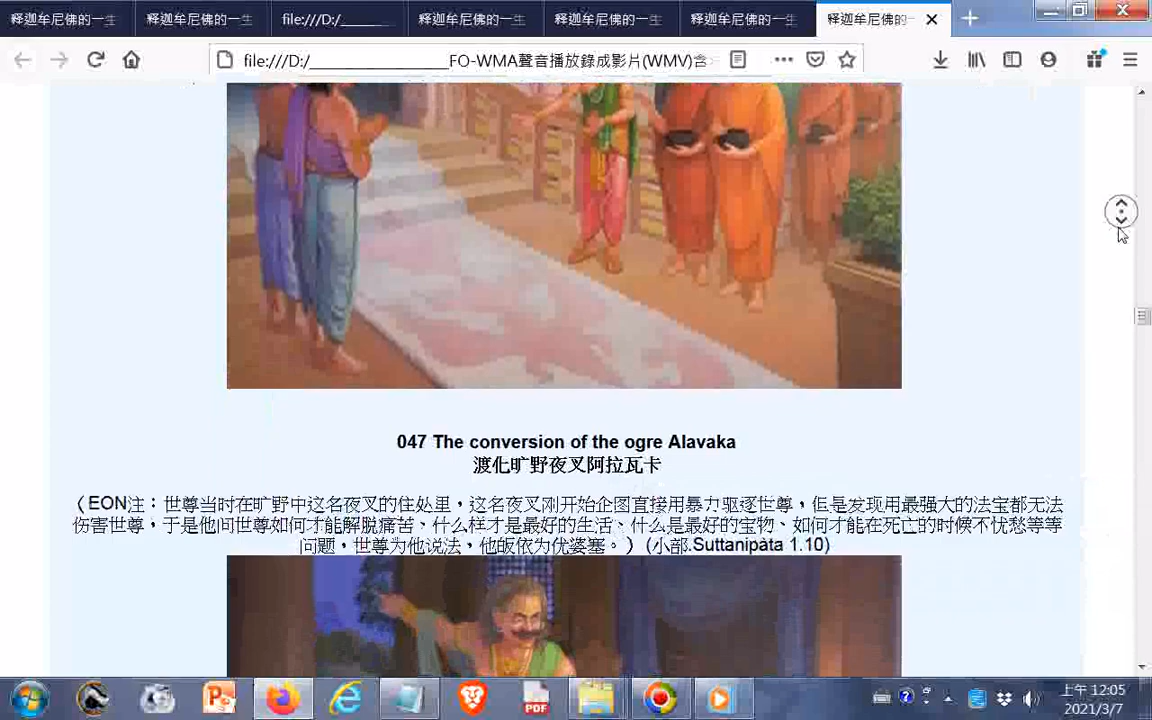 释迦牟尼佛的一生
释迦牟尼佛的一生
file:///D:/______
释迦牟尼佛的一生
释迦牟尼佛的一生
释迦牟尼佛的一生
释迦牟尼佛的一
file:///D:/______________FO-WMA聲音播放錄成影片(WMV)含
047 The conversion of the ogre Alavaka
渡化旷野夜叉阿拉瓦卡
（EON注：世尊当时在旷野中这名夜叉的住处里，这名夜叉刚开始企图直接用暴力驱逐世尊，但是发现用最强大的法宝都无法
伤害世尊，于是他问世尊如何才能解脱痛苦、什么样才是最好的生活、什么是最好的宝物、如何才能在死亡的时候不忧愁等等
问题，世尊为他说法，他皈依为优婆塞。）(小部.Suttanipàta 1.10)
PDF
上午 12:05
2021/3/7